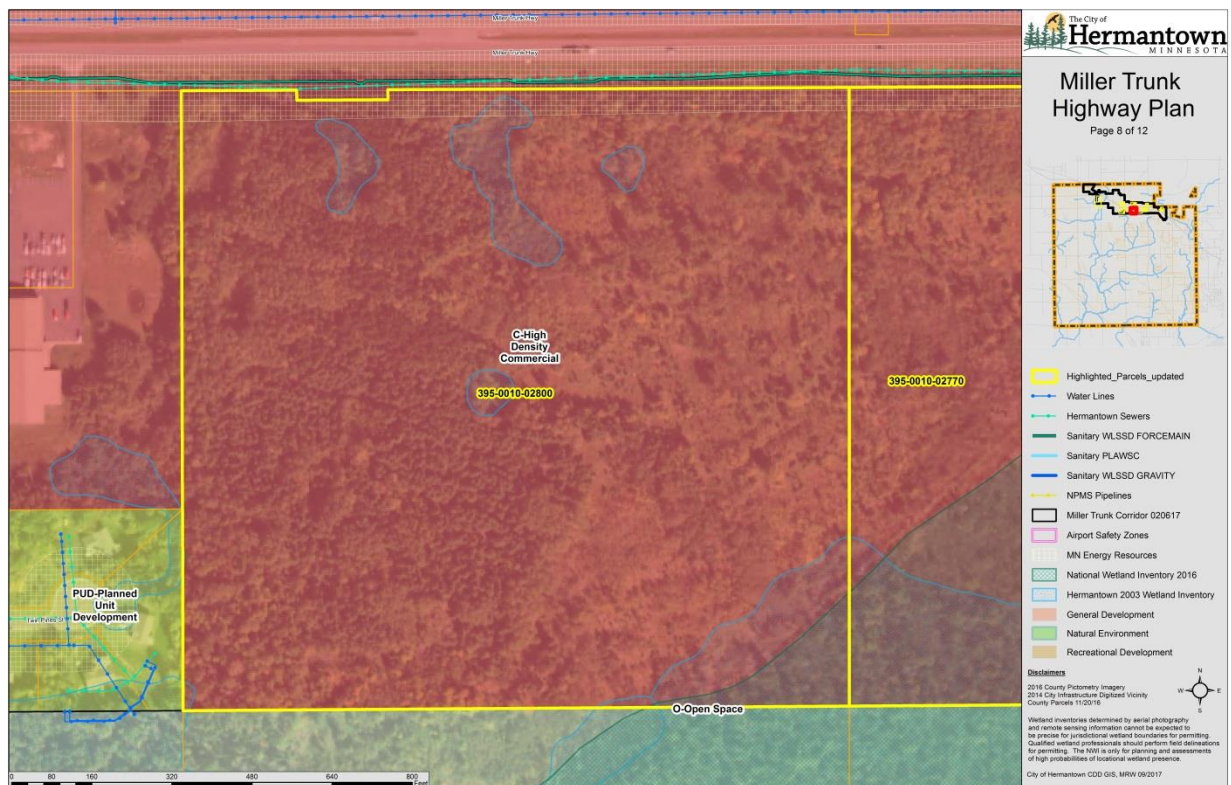 Miller Trunk Hwy
Miller Trunk Hwy
C-High
Density
Commercial
395-0010-02800
395-0010-02770
PUD-Planned
Unit
Development
Twin Pines St
O-Open Space
0 80 160 320 480 640 800
Feet
The City of
Hermantown
MINNESOTA
Miller Trunk
Highway Plan
Page 8 of 12
Highlighted_Parcels_updated
Water Lines
Hermantown Sewers
Sanitary WLSSD FORCEMAIN
Sanitary PLAWSC
Sanitary WLSSD GRAVITY
NPMS Pipelines
Miller Trunk Corridor 020617
Airport Safety Zones
MN Energy Resources
National Wetland Inventory 2016
Hermantown 2003 Wetland Inventory
General Development
Natural Environment
Recreational Development
Disclaimers
2016 County Pictometry Imagery
2014 City Infrastructure Digitized Vicinity
County Parcels 11/20/16
N
W E
S
Wetland inventories determined by aerial photography
and remote sensing information cannot be expected to
be precise for jurisdictional wetland boundaries for permitting.
Qualified wetland professionals should perform field delineations
for permitting. The NWI is only for planning and assessments
of high probabilities of locational wetland presence.
City of Hermantown CDD GIS, MRW 09/2017